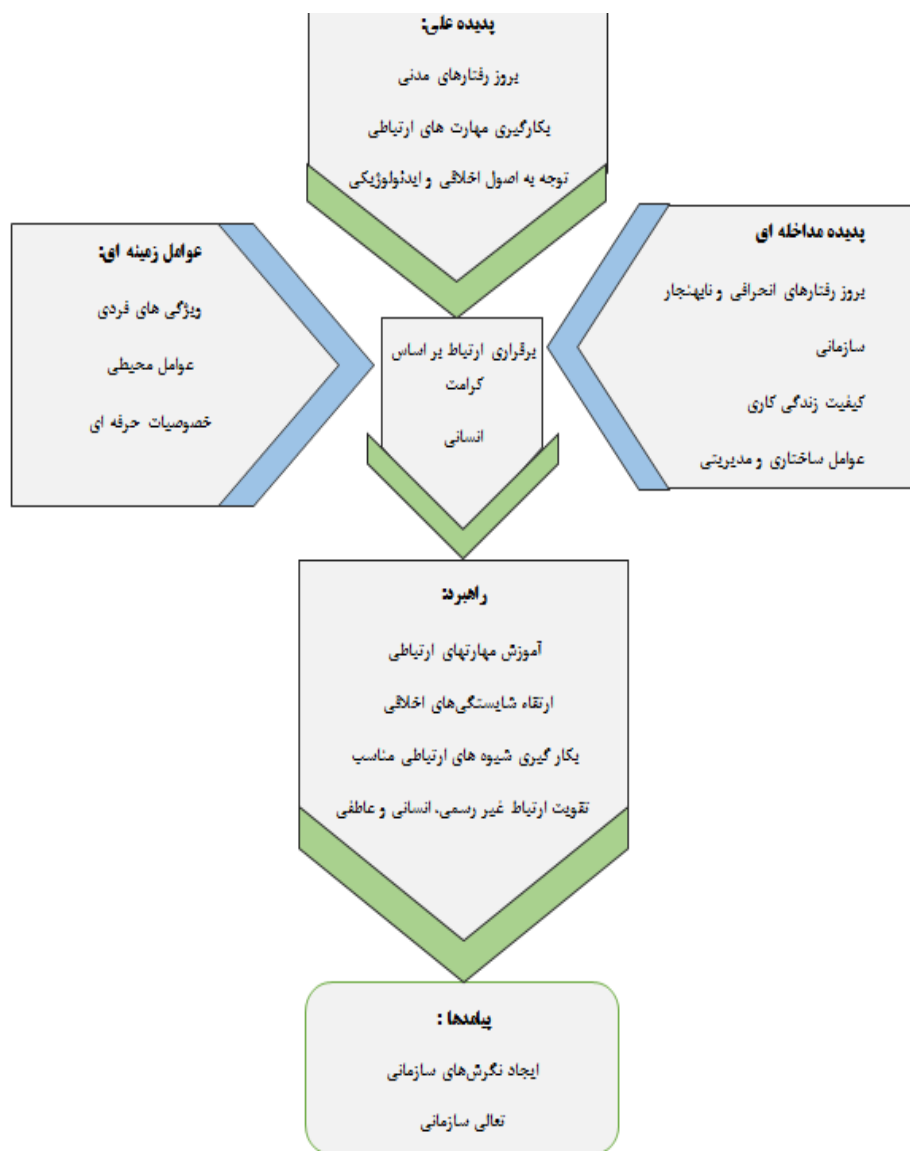 پدیده علی:
بروز رفتارهای مدنی
بکارگیری مهارت های ارتباطی
توجه به اصول اخلاقی و ایدئولوژیکی
پدیده مداخله ای
بروز رفتارهای انحرافی و نابهنجار
سازمانی
کیفیت زندگی کاری
عوامل ساختاری و مدیریتی
عوامل زمینه ای:
ویژگی های فردی
عوامل محیطی
خصوصیات حرفه ای
برقراری ارتباط بر اساس
کرامت
انسانی
راهبرد:
آموزش مهارتهای ارتباطی
ارتقاء شایستگی‌های اخلاقی
بکار گیری شیوه های ارتباطی مناسب
تقویت ارتباط غیر رسمی، انسانی و عاطفی
پیامدها :
ایجاد نگرش‌های سازمانی
تعالی سازمانی